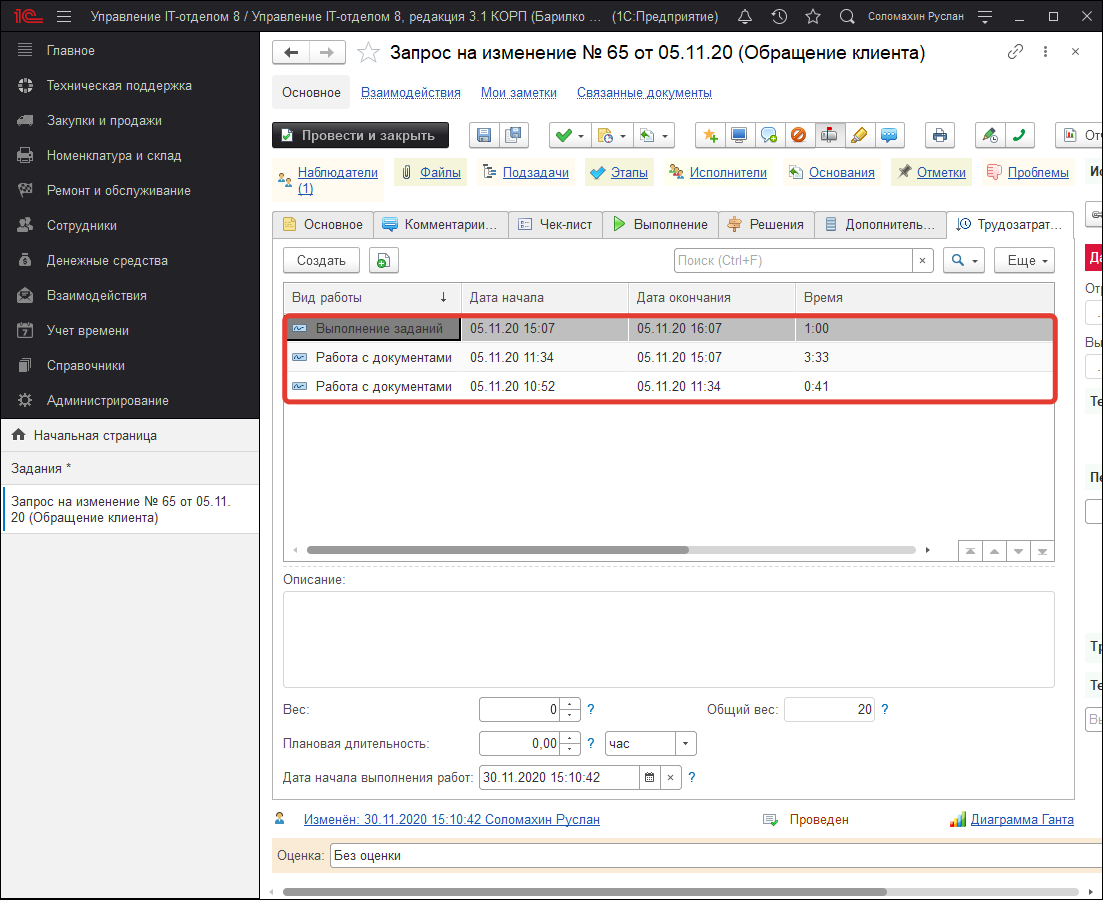 1С Управление IT-отделом 8 / Управление IT-отделом 8, редакция 3.1 КОРП (Барилко ... (1С:Предприятие) Соломахин Руслан
Главное
Техническая поддержка
Закупки и продажи
Номенклатура и склад
Ремонт и обслуживание
Сотрудники
Денежные средства
Взаимодействия
Учет времени
Справочники
Администрирование
Начальная страница
Задания *
Запрос на изменение № 65 от 05.11.
20 (Обращение клиента)
Запрос на изменение № 65 от 05.11.20 (Обращение клиента)
Основное Взаимодействия Мои заметки Связанные документы
Провести и закрыть От
Наблюдатели
(1)
Файлы Подзадачи Этапы Исполнители Основания Отметки Проблемы
Основное Комментарии... Чек-лист Выполнение Решения Дополнитель... Трудозатрат...
Создать Поиск (Ctrl+F) × Еще
Вид работы ↓ Дата начала Дата окончания Время
Выполнение заданий 05.11.20 15:07 05.11.20 16:07 1:00
Работа с документами 05.11.20 11:34 05.11.20 15:07 3:33
Работа с документами 05.11.20 10:52 05.11.20 11:34 0:41
Описание:
Вес: 0 ? Общий вес: 20 ?
Плановая длительность: 0,00 ? час
Дата начала выполнения работ: 30.11.2020 15:10:42 × ?
Изменён: 30.11.2020 15:10:42 Соломахин Руслан Проведен Диаграмма Ганта
Оценка: Без оценки